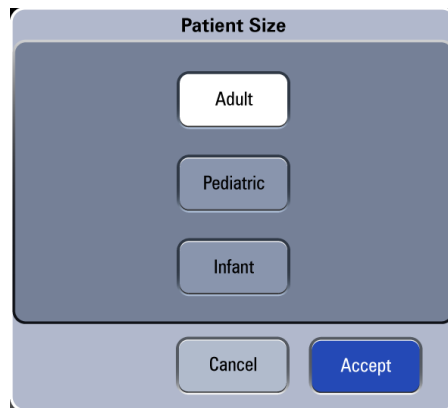 Patient Size
Adult
Pediatric
Infant
Cancel
Accept